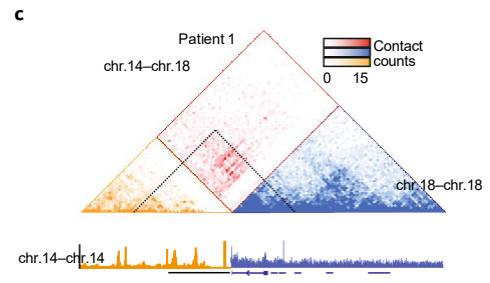 c
Patient 1
chr.14–chr.18
Contact
counts
0 15
chr.18–chr.18
chr.14–chr.14